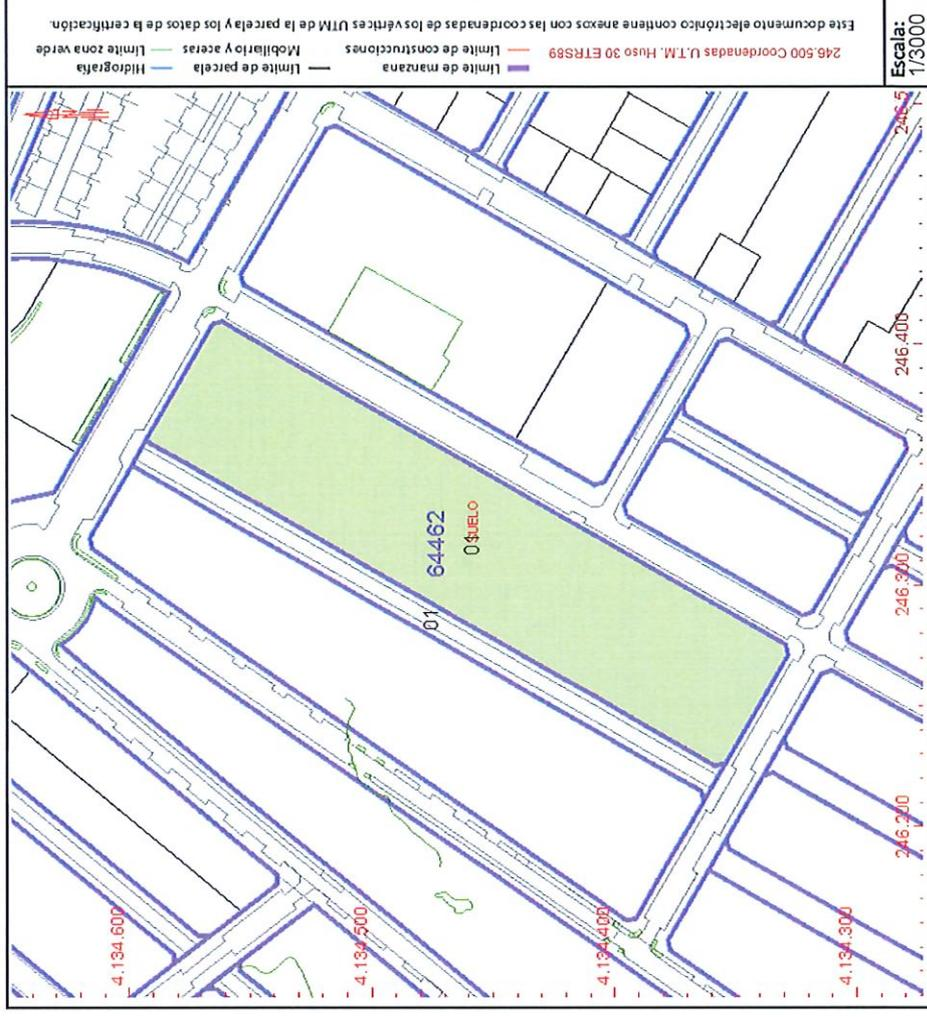 Este documento electrónico contiene anexos con las coordenadas de los vértices UTM de la parcela y los datos de la certificación.
246.500 Coordenadas U.T.M. Huso 30 ETRS89
Límite de manzana
Límite de parcela
Hidrografía
Límite de construcciones
Mobiliario y aceras
Límite zona verde
Escala:
1/3000
64462
01
SUELO
01
4.134.600
4.134.500
4.134.400
4.134.300
246.200
246.300
246.400
246.5